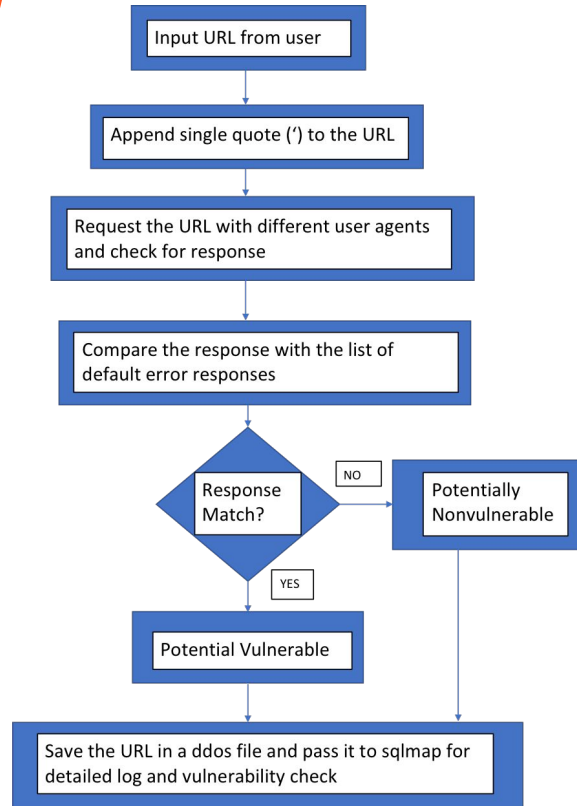 Input URL from user
Append single quote (‘) to the URL
Request the URL with different user agents
and check for response
Compare the response with the list of
default error responses
Response
Match?
NO
Potentially
Nonvulnerable
YES
Potential Vulnerable
Save the URL in a ddos file and pass it to sqlmap for
detailed log and vulnerability check